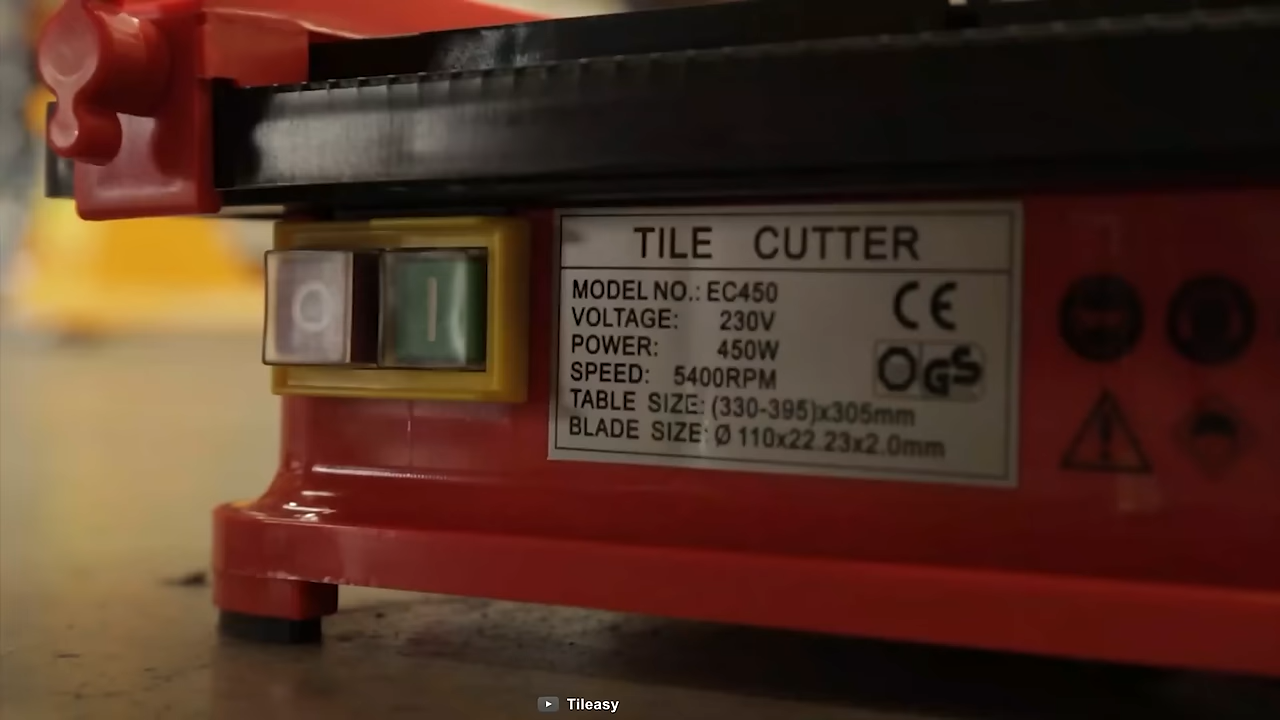 TILE CUTTER
MODEL NO.: EC450
VOLTAGE: 230V
POWER: 450W
SPEED: 5400RPM
TABLE SIZE: (330-395)x305mm
BLADE SIZE: Ø 110x22.23x2.0mm
CE
GS
O
I
Tileasy